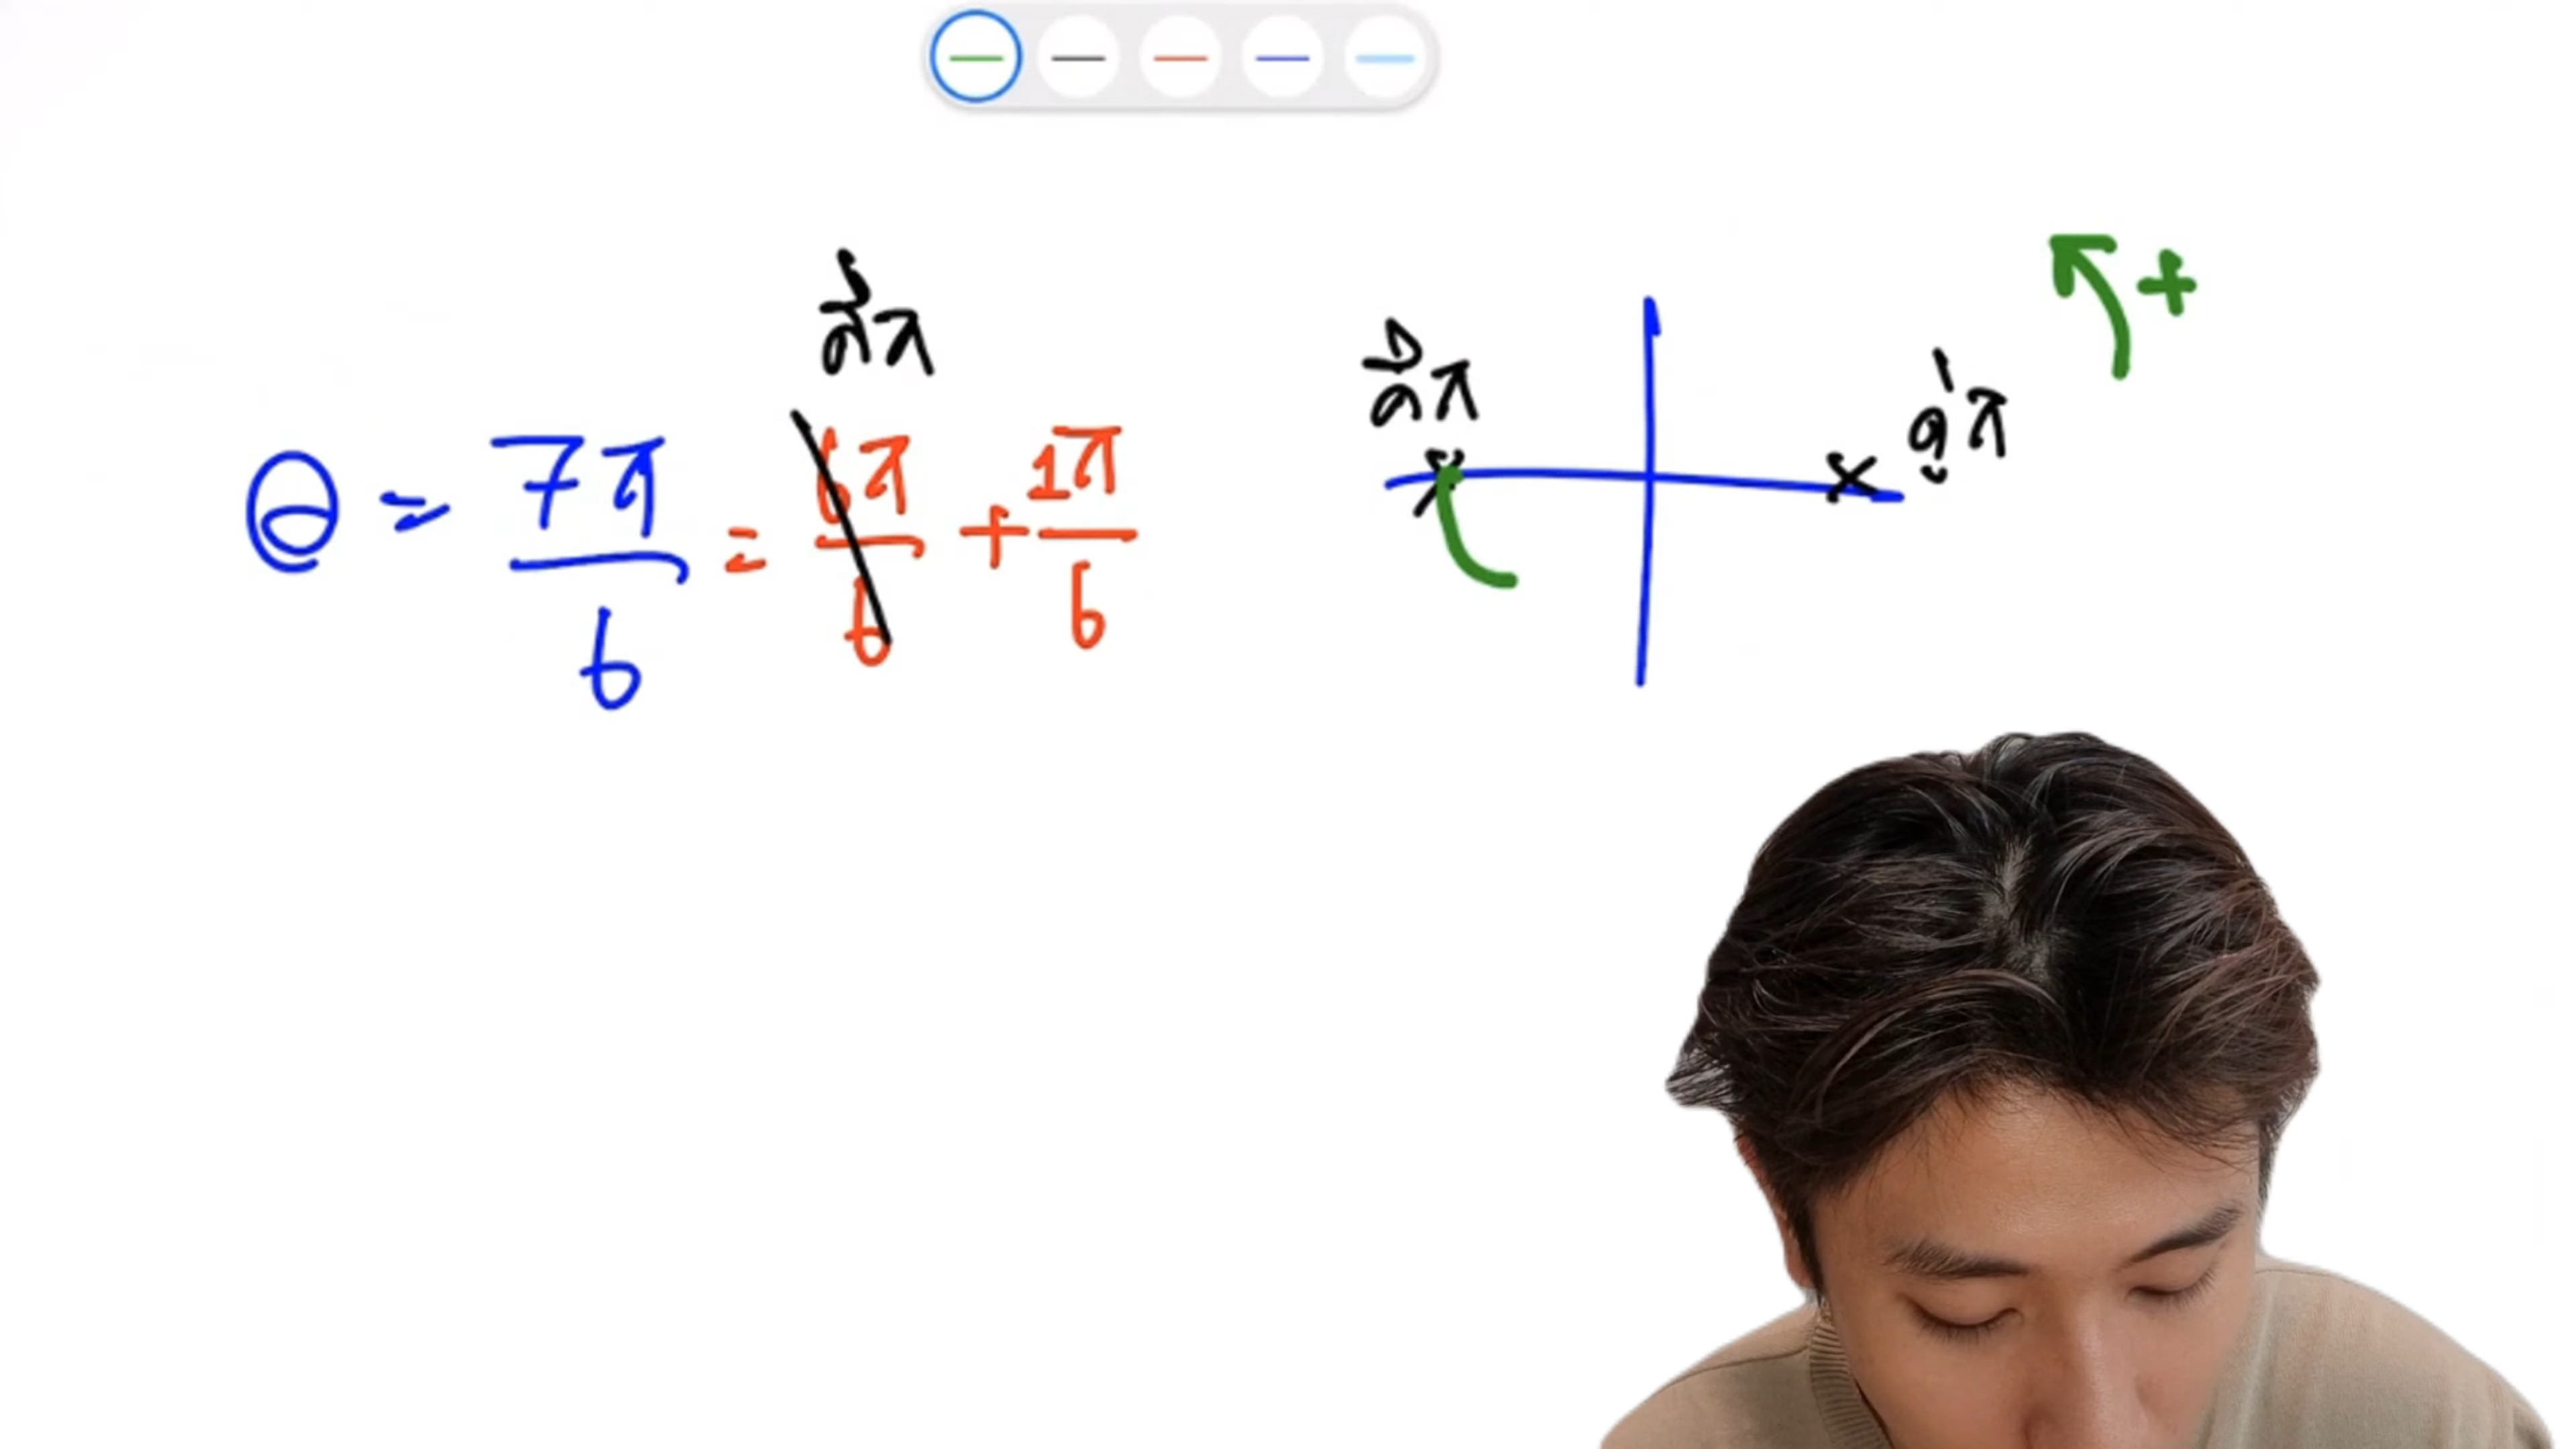 คี่π
คี่π
คู่π
+
θ = 7π/6 = 6π/6 + 1π/6